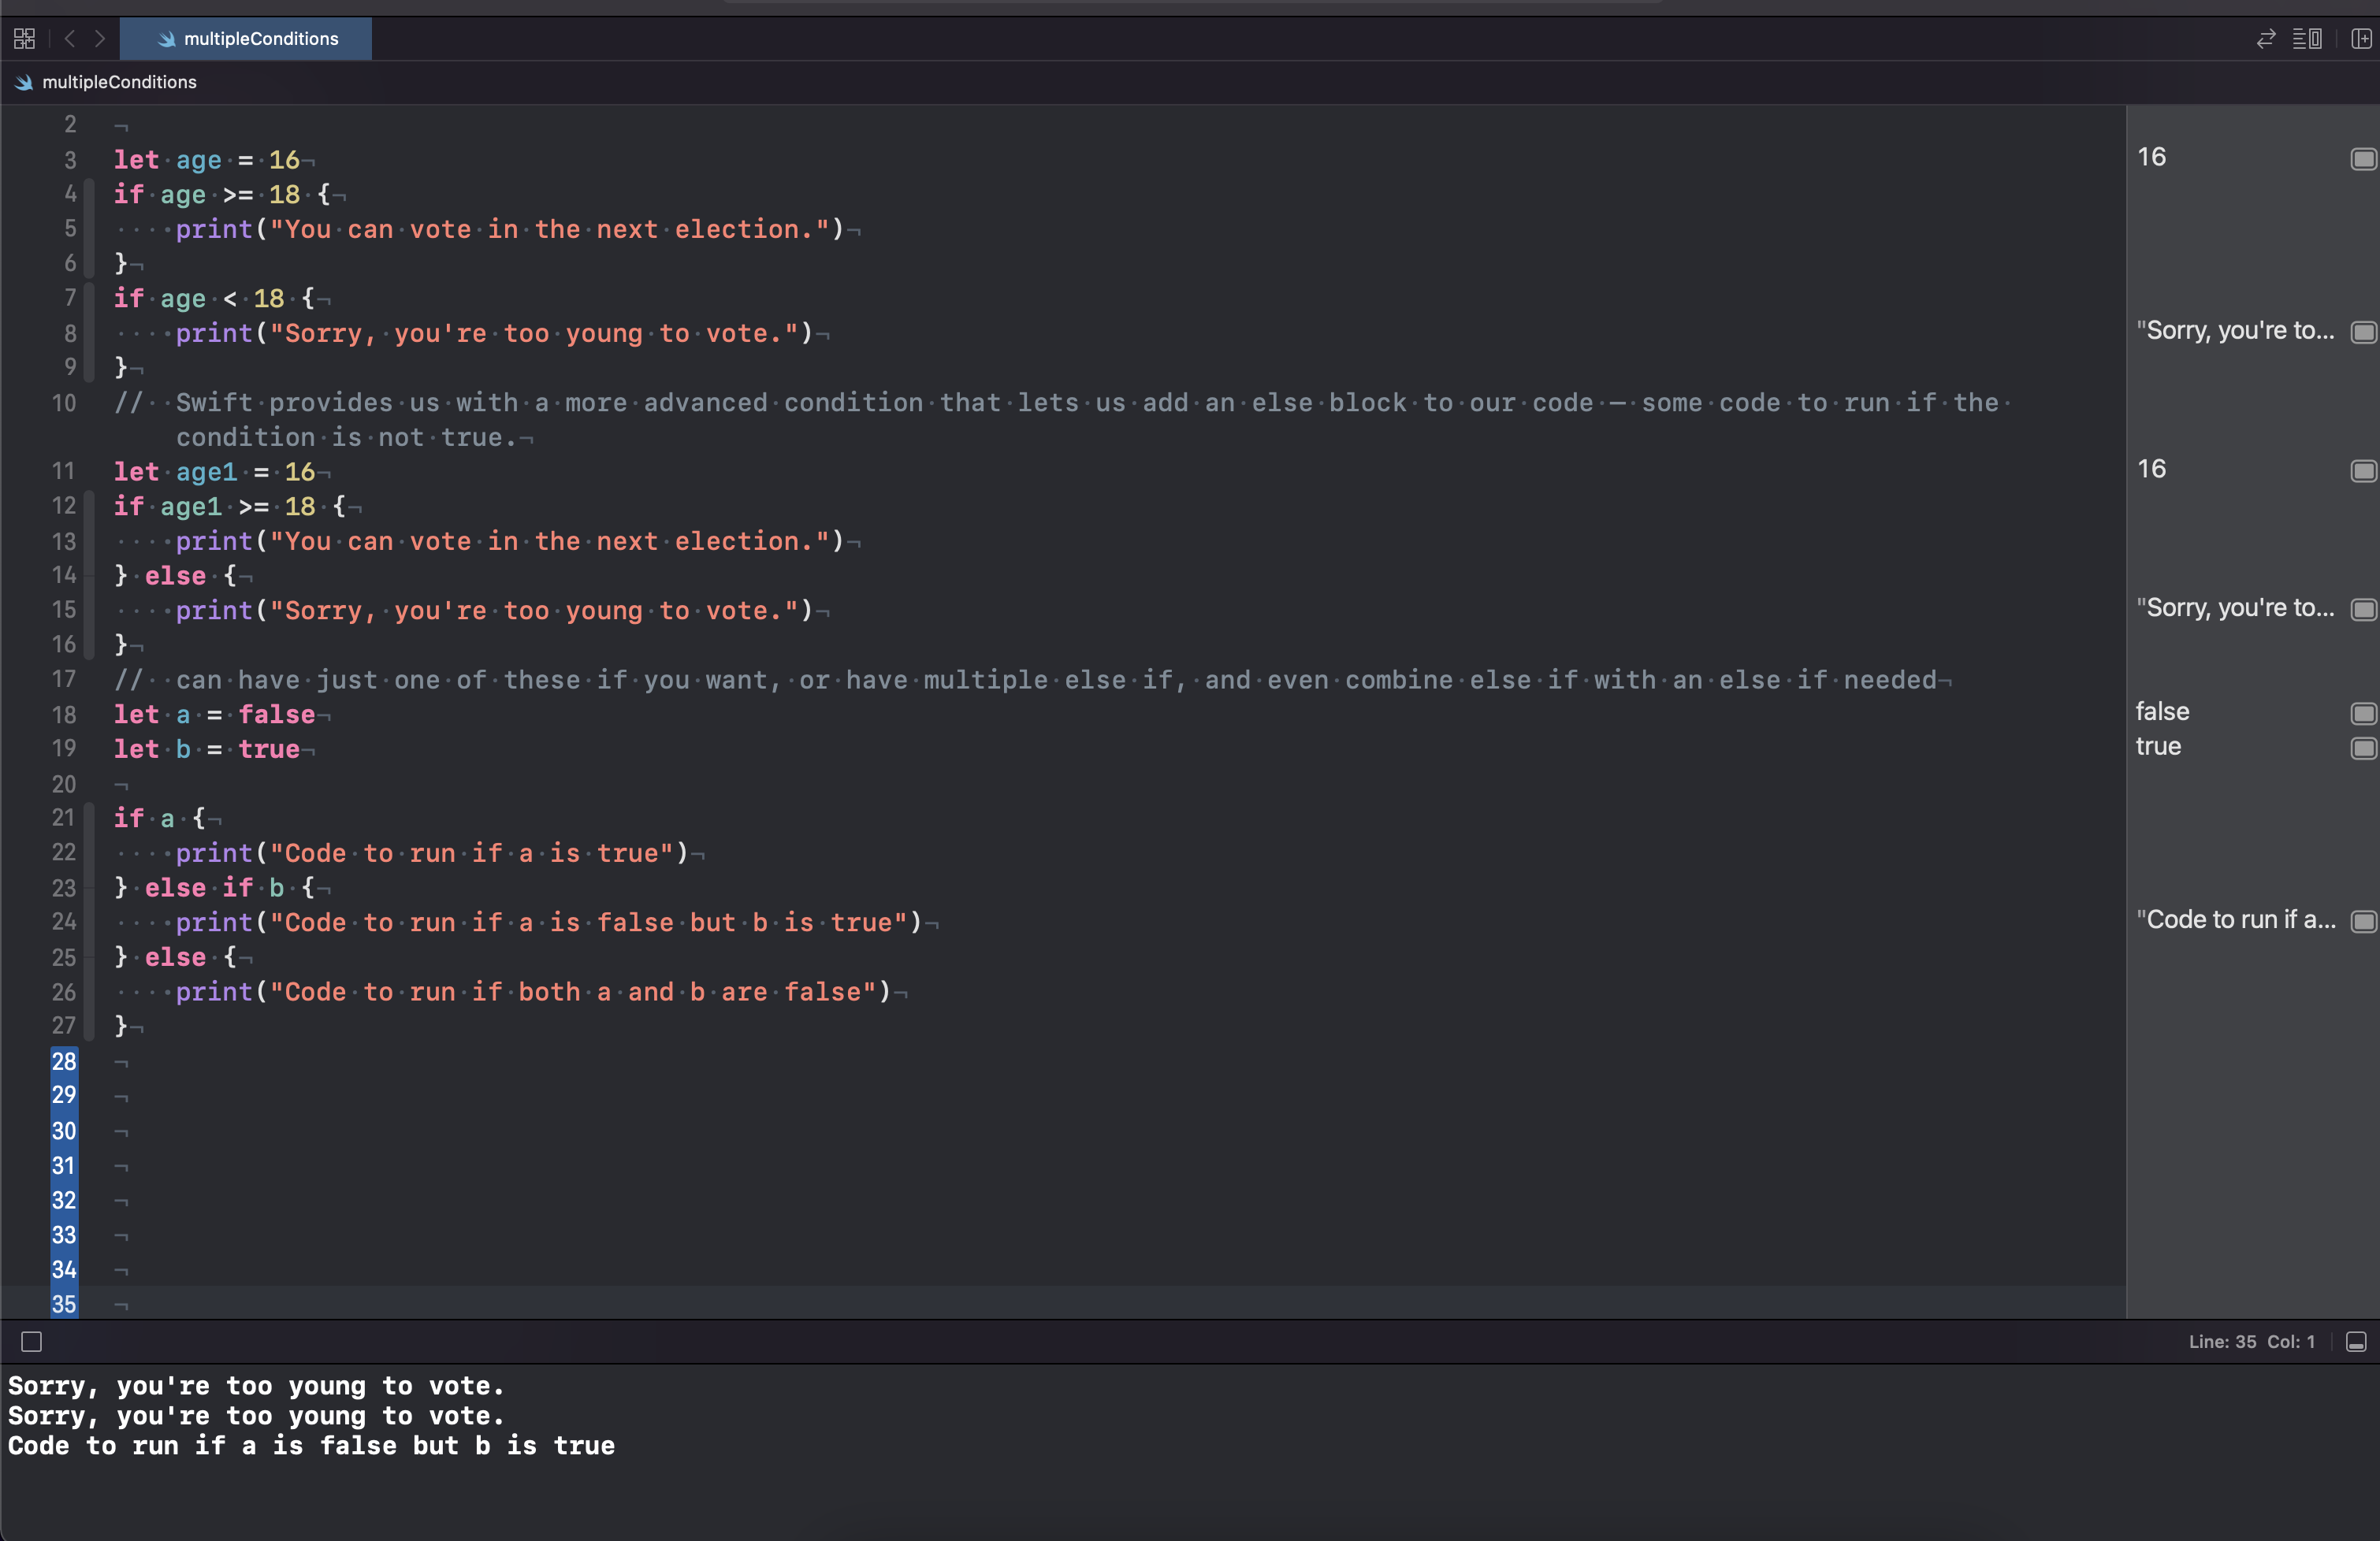 multipleConditions
multipleConditions
2
3 let age = 16 16
4 if age >= 18 {
5 print("You can vote in the next election.")
6 }
7 if age < 18 {
8 print("Sorry, you're too young to vote.") "Sorry, you're to...
9 }
10 // Swift provides us with a more advanced condition that lets us add an else block to our code — some code to run if the
condition is not true.
11 let age1 = 16 16
12 if age1 >= 18 {
13 print("You can vote in the next election.")
14 } else {
15 print("Sorry, you're too young to vote.") "Sorry, you're to...
16 }
17 // can have just one of these if you want, or have multiple else if, and even combine else if with an else if needed
18 let a = false false
19 let b = true true
20
21 if a {
22 print("Code to run if a is true")
23 } else if b {
24 print("Code to run if a is false but b is true") "Code to run if a...
25 } else {
26 print("Code to run if both a and b are false")
27 }
28
29
30
31
32
33
34
35
Line: 35 Col: 1
Sorry, you're too young to vote.
Sorry, you're too young to vote.
Code to run if a is false but b is true